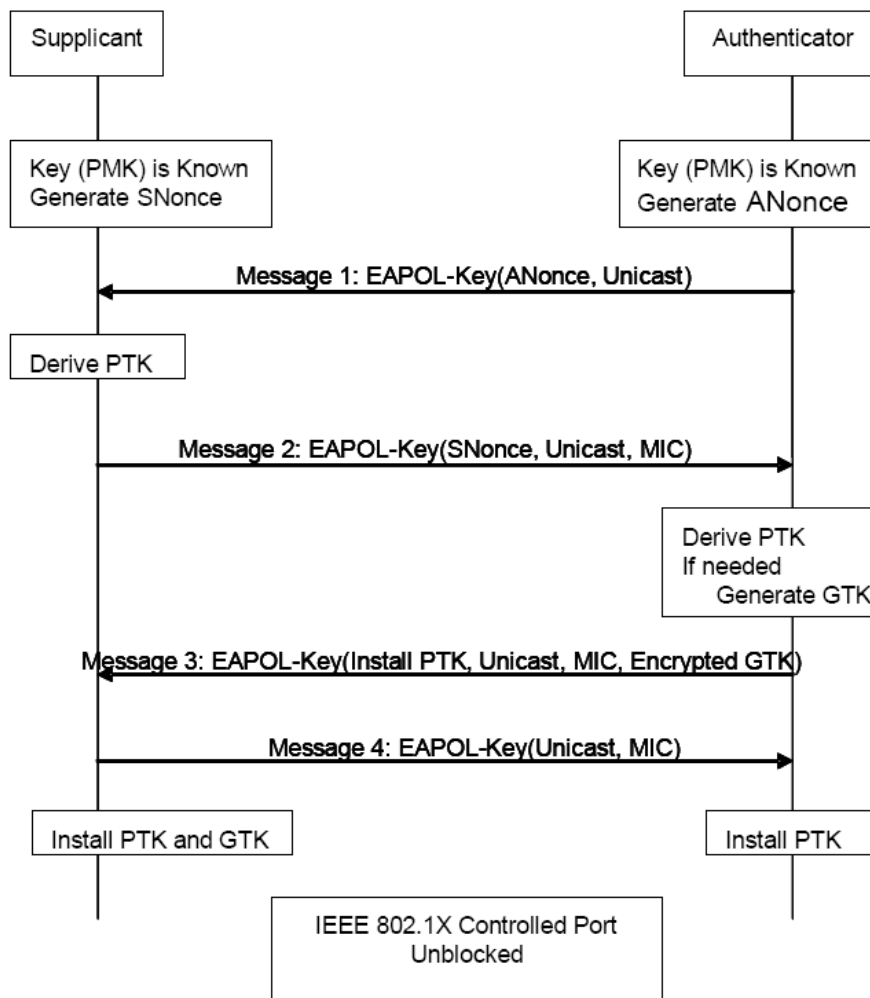 Supplicant
Authenticator
Key (PMK) is Known
Generate SNonce
Key (PMK) is Known
Generate ANonce
Message 1: EAPOL-Key(ANonce, Unicast)
Derive PTK
Message 2: EAPOL-Key(SNonce, Unicast, MIC)
Derive PTK
If needed
Generate GTK
Message 3: EAPOL-Key(Install PTK, Unicast, MIC, Encrypted GTK)
Message 4: EAPOL-Key(Unicast, MIC)
Install PTK and GTK
Install PTK
IEEE 802.1X Controlled Port
Unblocked